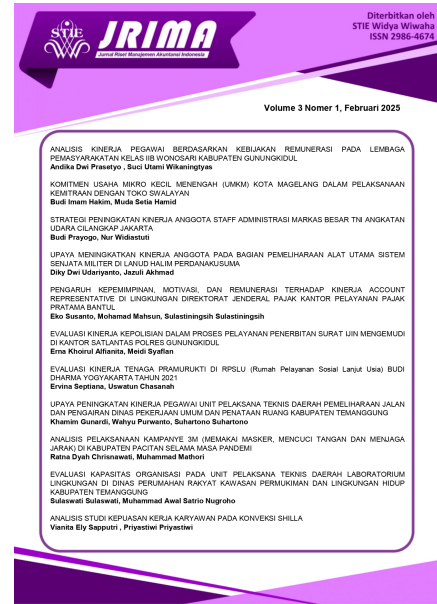 STIE
JRIMA
Jurnal Riset Manajemen Akuntansi Indonesia
Diterbitkan oleh
STIE Widya Wiwaha
ISSN 2986-4674
Volume 3 Nomer 1, Februari 2025
ANALISIS KINERJA PEGAWAI BERDASARKAN KEBIJAKAN REMUNERASI PADA LEMBAGA
PEMASYARAKATAN KELAS IIB WONOSARI KABUPATEN GUNUNGKIDUL
Andika Dwi Prasetyo , Suci Utami Wikaningtyas
KOMITMEN USAHA MIKRO KECIL MENENGAH (UMKM) KOTA MAGELANG DALAM PELAKSANAAN
KEMITRAAN DENGAN TOKO SWALAYAN
Budi Imam Hakim, Muda Setia Hamid
STRATEGI PENINGKATAN KINERJA ANGGOTA STAFF ADMINISTRASI MARKAS BESAR TNI ANGKATAN
UDARA CILANGKAP JAKARTA
Budi Prayogo, Nur Widiastuti
UPAYA MENINGKATKAN KINERJA ANGGOTA PADA BAGIAN PEMELIHARAAN ALAT UTAMA SISTEM
SENJATA MILITER DI LANUD HALIM PERDANAKUSUMA
Diky Dwi Udariyanto, Jazuli Akhmad
PENGARUH KEPEMIMPINAN, MOTIVASI, DAN REMUNERASI TERHADAP KINERJA ACCOUNT
REPRESENTATIVE DI LINGKUNGAN DIREKTORAT JENDERAL PAJAK KANTOR PELAYANAN PAJAK
PRATAMA BANTUL
Eko Susanto, Mohamad Mahsun, Sulastiningsih Sulastiningsih
EVALUASI KINERJA KEPOLISIAN DALAM PROSES PELAYANAN PENERBITAN SURAT IJIN MENGEMUDI
DI KANTOR SATLANTAS POLRES GUNUNGKIDUL
Erna Khoirul Alfianita, Meidi Syaflan
EVALUASI KINERJA TENAGA PRAMURUKTI DI RPSLU (Rumah Pelayanan Sosial Lanjut Usia) BUDI
DHARMA YOGYAKARTA TAHUN 2021
Ervina Septiana, Uswatun Chasanah
UPAYA PENINGKATAN KINERJA PEGAWAI UNIT PELAKSANA TEKNIS DAERAH PEMELIHARAAN JALAN
DAN PENGAIRAN DINAS PEKERJAAN UMUM DAN PENATAAN RUANG KABUPATEN TEMANGGUNG
Khamim Gunardi, Wahyu Purwanto, Suhartono Suhartono
ANALISIS PELAKSANAAN KAMPANYE 3M (MEMAKAI MASKER, MENCUCI TANGAN DAN MENJAGA
JARAK) DI KABUPATEN PACITAN SELAMA MASA PANDEMI
Ratna Dyah Chrisnawati, Muhammad Mathori
EVALUASI KAPASITAS ORGANISASI PADA UNIT PELAKSANA TEKNIS DAERAH LABORATORIUM
LINGKUNGAN DI DINAS PERUMAHAN RAKYAT KAWASAN PERMUKIMAN DAN LINGKUNGAN HIDUP
KABUPATEN TEMANGGUNG
Sulaswati Sulaswati, Muhammad Awal Satrio Nugroho
ANALISIS STUDI KEPUASAN KERJA KARYAWAN PADA KONVEKSI SHILLA
Vianita Ely Sapputri , Priyastiwi Priyastiwi